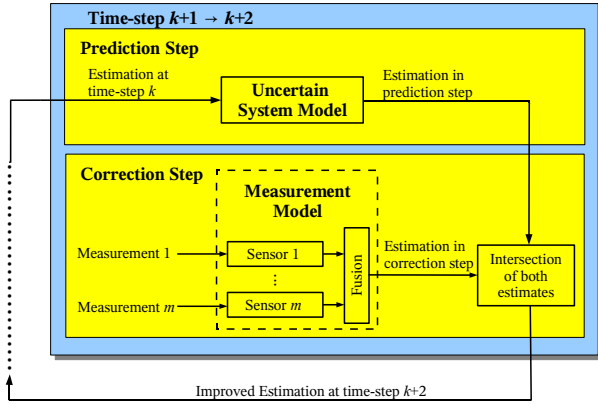 Time-step k+1 → k+2
Prediction Step
Estimation at
time-step k
Uncertain
System Model
Estimation in
prediction step
Correction Step
Measurement
Model
Measurement 1
Sensor 1
⋮
Measurement m
Sensor m
Fusion
Estimation in
correction step
Intersection
of both
estimates
Improved Estimation at time-step k+2